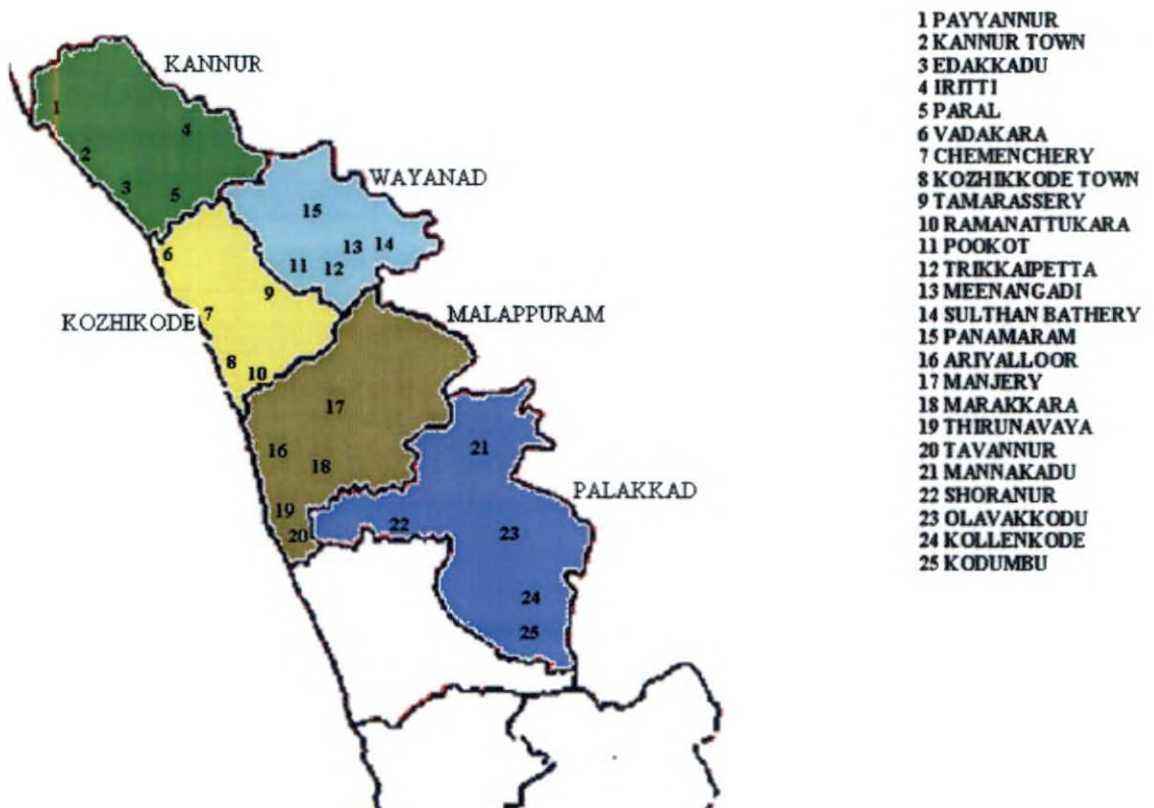 KANNUR
WAYANAD
KOZHIKODE
MALAPPURAM
PALAKKAD
1
2
3
4
5
6
7
8
9
10
11
12
13
14
15
16
17
18
19
20
21
22
23
24
25
1 PAYYANNUR
2 KANNUR TOWN
3 EDAKKADU
4 IRITTI
5 PARAL
6 VADAKARA
7 CHEMENCHERY
8 KOZHIKKODE TOWN
9 TAMARASSERY
10 RAMANATTUKARA
11 POOKOT
12 TRIKKAIPETTA
13 MEENANGADI
14 SULTHAN BATHERY
15 PANAMARAM
16 ARIYALLOOR
17 MANJERY
18 MARAKKARA
19 THIRUNAVAYA
20 TAVANNUR
21 MANNAKADU
22 SHORANUR
23 OLAVAKKODU
24 KOLLENKODE
25 KODUMBU